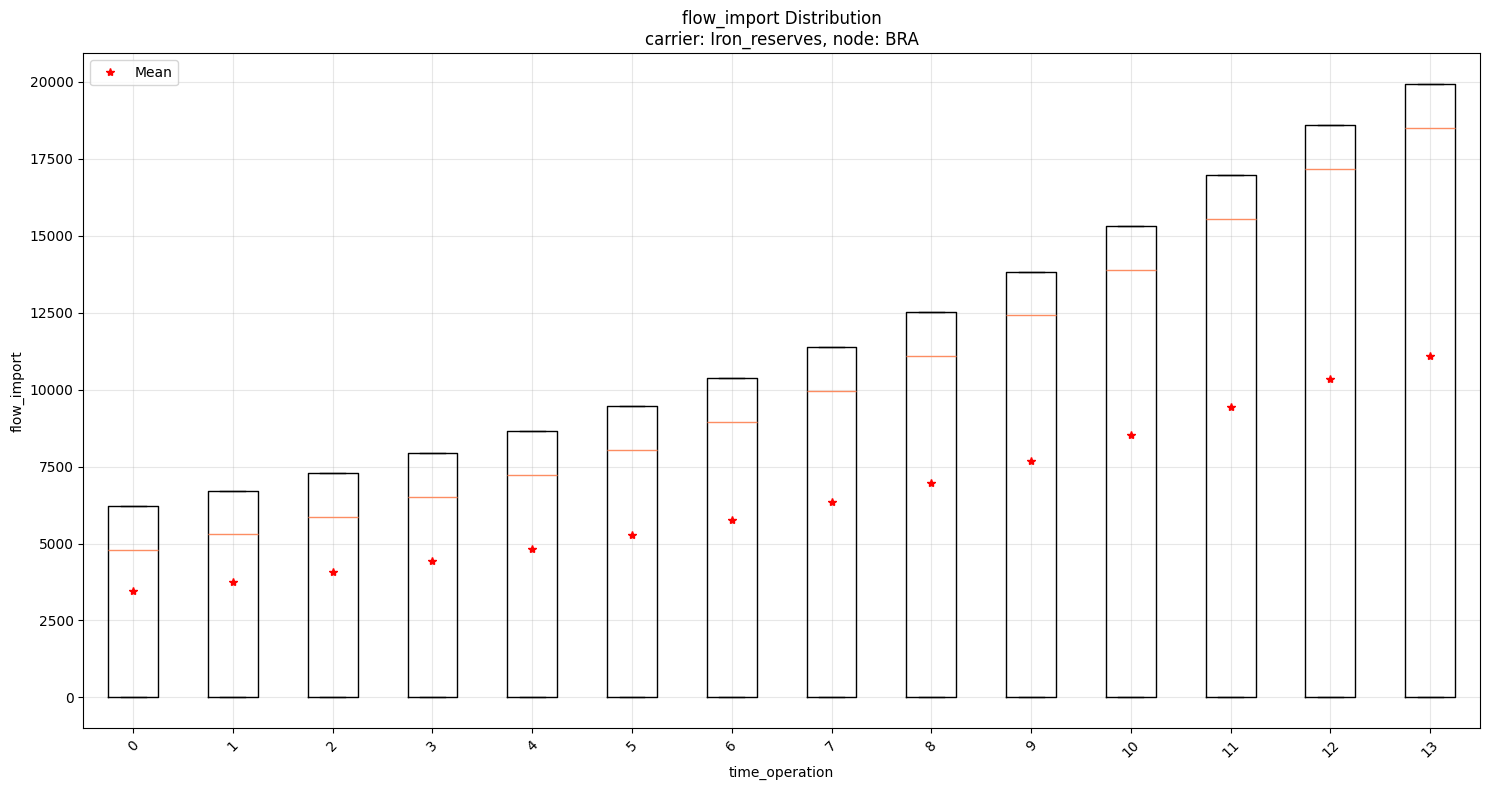 flow_import Distribution
carrier: Iron_reserves, node: BRA
Mean
flow_import
20000
17500
15000
12500
10000
7500
5000
2500
0
0 1 2 3 4 5 6 7 8 9 10 11 12 13
time_operation